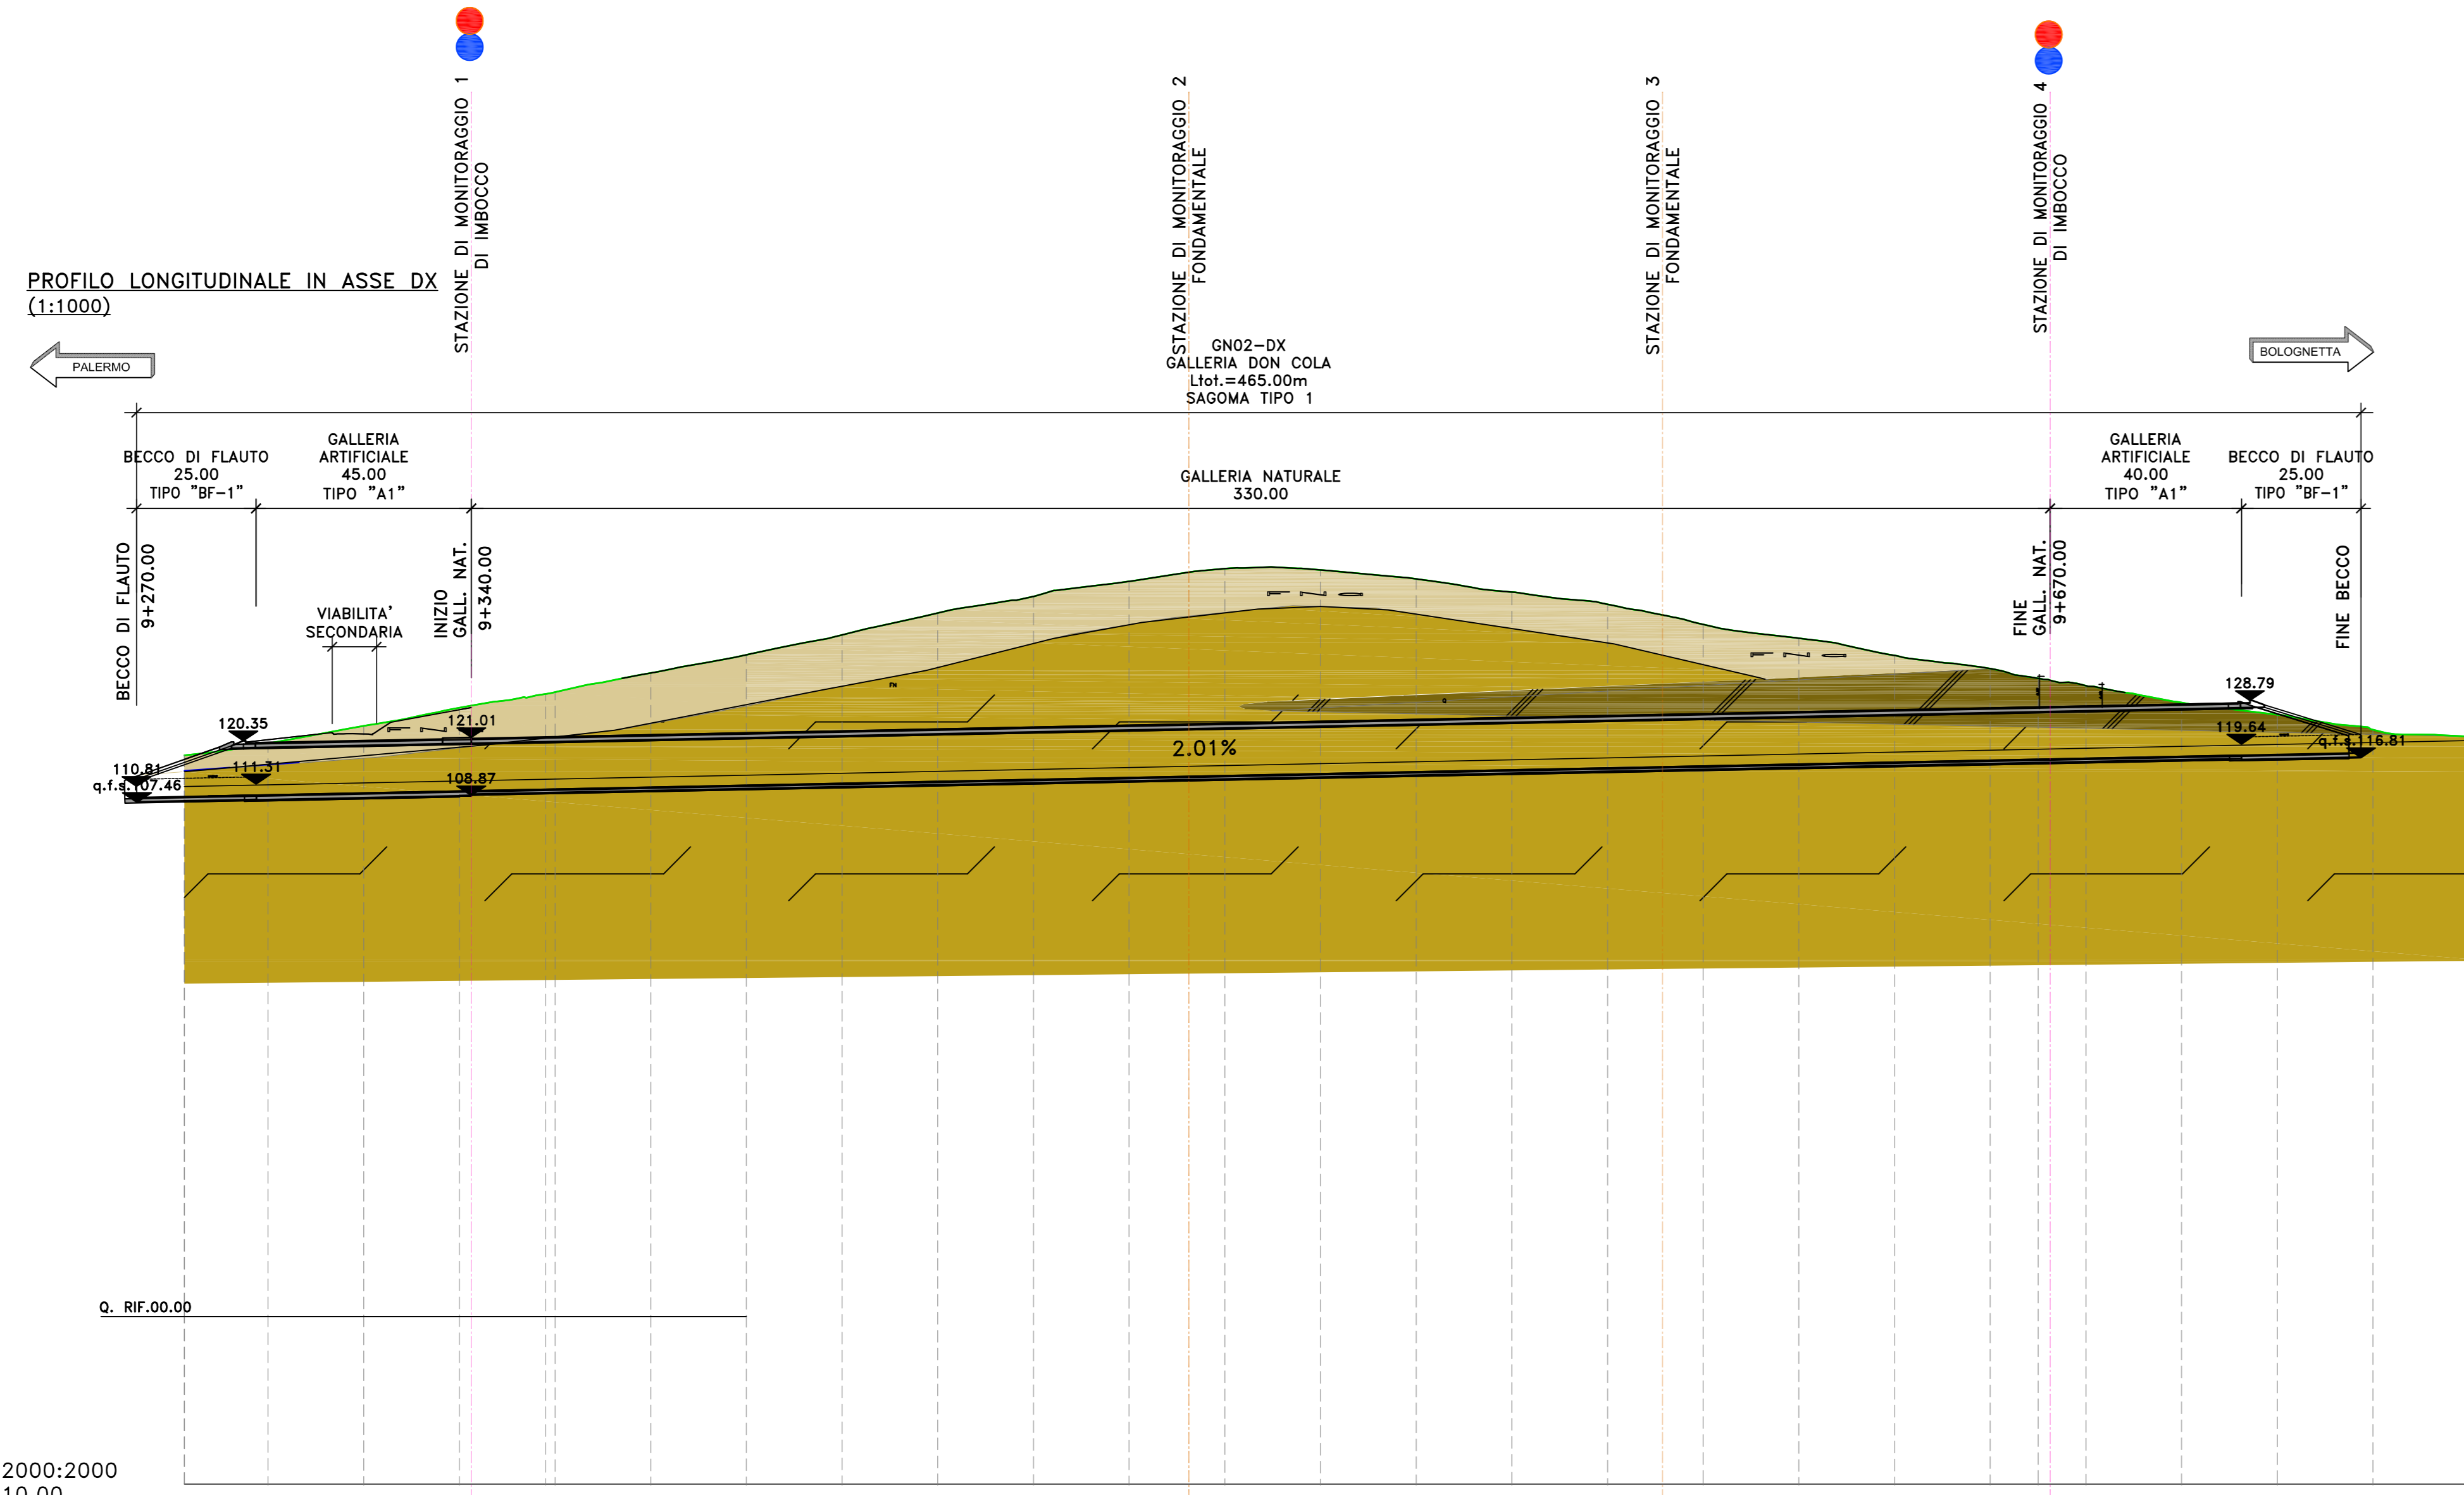 STAZIONE DI MONITORAGGIO 1
DI IMBOCCO
STAZIONE DI MONITORAGGIO 2
FONDAMENTALE
STAZIONE DI MONITORAGGIO 3
FONDAMENTALE
STAZIONE DI MONITORAGGIO 4
DI IMBOCCO
PROFILO LONGITUDINALE IN ASSE DX
(1:1000)
PALERMO
BOLOGNETTA
GN02-DX
GALLERIA DON COLA
Ltot.=465.00m
SAGOMA TIPO 1
BECCO DI FLAUTO
25.00
TIPO "BF-1"
GALLERIA
ARTIFICIALE
45.00
TIPO "A1"
GALLERIA NATURALE
330.00
GALLERIA
ARTIFICIALE
40.00
TIPO "A1"
BECCO DI FLAUTO
25.00
TIPO "BF-1"
BECCO DI FLAUTO
9+270.00
VIABILITA'
SECONDARIA
INIZIO
GALL. NAT.
9+340.00
FINE
GALL. NAT.
9+670.00
FINE BECCO
FNa
FNa
FN
120.35
121.01
128.79
110.81
111.31
108.87
q.f.s.107.46
2.01%
119.64
q.f.s.116.81
Q. RIF.00.00
2000:2000
10.00